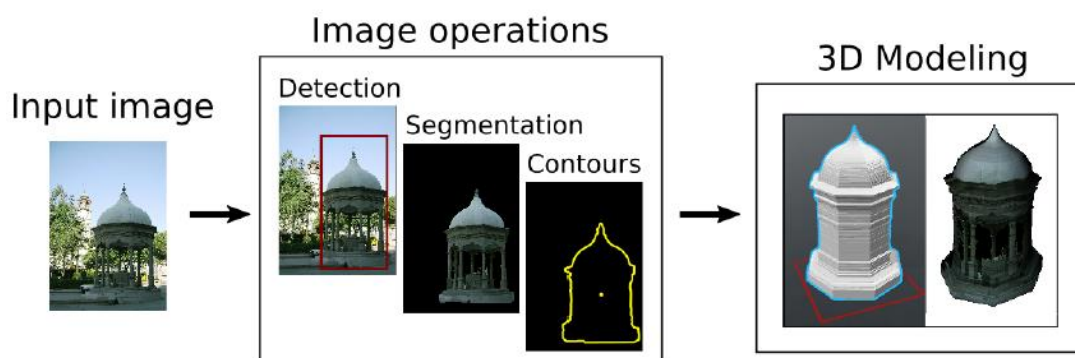 Input image
Image operations
Detection
Segmentation
Contours
3D Modeling